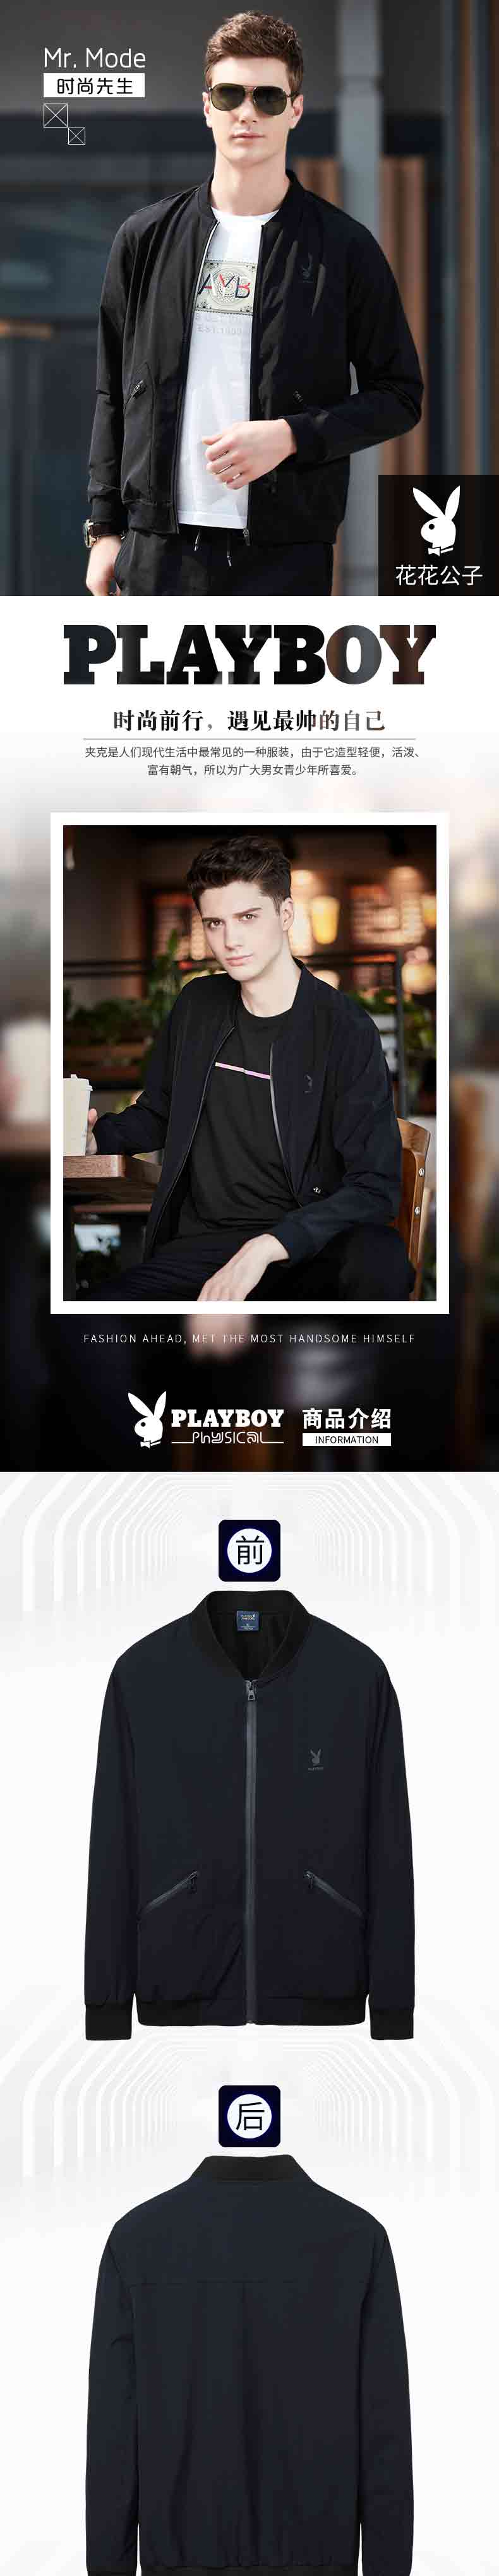 Mr. Mode
时尚先生
AYB
EST.1953
花花公子
PLAYBOY
时尚前行，遇见最帅的自己
夹克是人们现代生活中最常见的一种服装，由于它造型轻便，活泼、
富有朝气，所以为广大男女青少年所喜爱。
FASHION AHEAD, MET THE MOST HANDSOME HIMSELF
PLAYBOY
PhYSICAL
商品介绍
INFORMATION
前
PLAYBOY
后